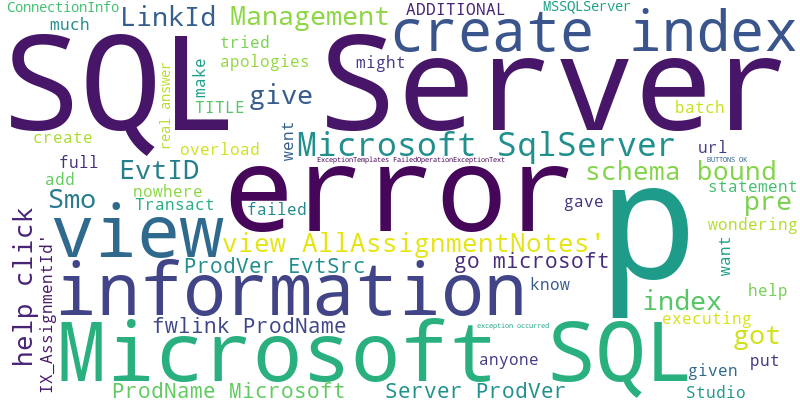 ConnectionInfo
LinkId
Management
ADDITIONAL
MSSQLServer
much
create index
SQL Server
tried
apologies
might
make
real answer
TITLE
give
batch
went
create
overload
Microsoft SqlServer
url
full
EvtID
ExceptionTemplates FailedOperationExceptionText
BUTTONS OK
error
p
schema bound
add
nowhere
statement
Smo
Transact
failed
gave
pre
help click
view
view AllAssignmentNotes'
wondering
want
IX_AssignmentId'
ProdVer EvtSrc
go microsoft
information
know
index
help
fwlink ProdName
Microsoft SQL
exception occurred
executing
got
anyone
put
given
ProdName Microsoft
Server ProdVer
Studio